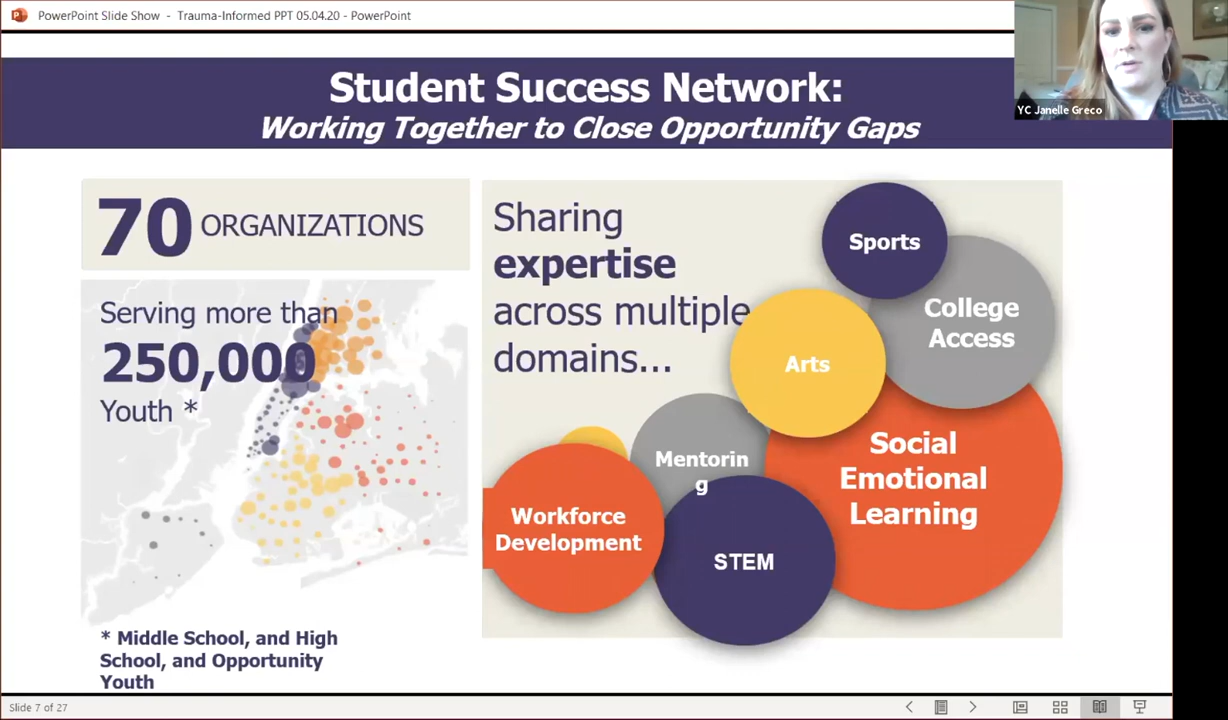 PowerPoint Slide Show - Trauma-Informed PPT 05.04.20 - PowerPoint
YC Janelle Greco
Student Success Network:
Working Together to Close Opportunity Gaps
70 ORGANIZATIONS
Serving more than
250,000
Youth *
* Middle School, and High
School, and Opportunity
Youth
Sharing
expertise
across multiple
domains...
Sports
College
Access
Arts
Social
Emotional
Learning
Mentorin
g
Workforce
Development
STEM
Slide 7 of 27